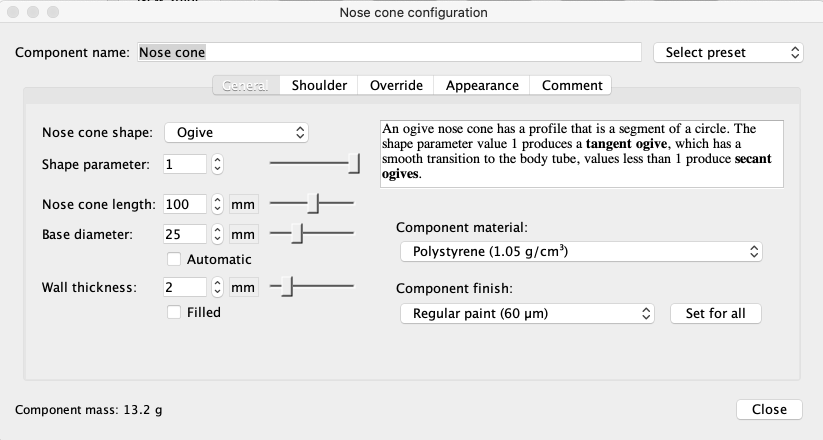 Nose cone configuration
Component name: Nose cone Select preset
General Shoulder Override Appearance Comment
Nose cone shape: Ogive
Shape parameter: 1
Nose cone length: 100 mm
Base diameter: 25 mm
Automatic
Wall thickness: 2 mm
Filled
An ogive nose cone has a profile that is a segment of a circle. The
shape parameter value 1 produces a tangent ogive, which has a
smooth transition to the body tube, values less than 1 produce secant
ogives.
Component material:
Polystyrene (1.05 g/cm³)
Component finish:
Regular paint (60 µm) Set for all
Component mass: 13.2 g Close